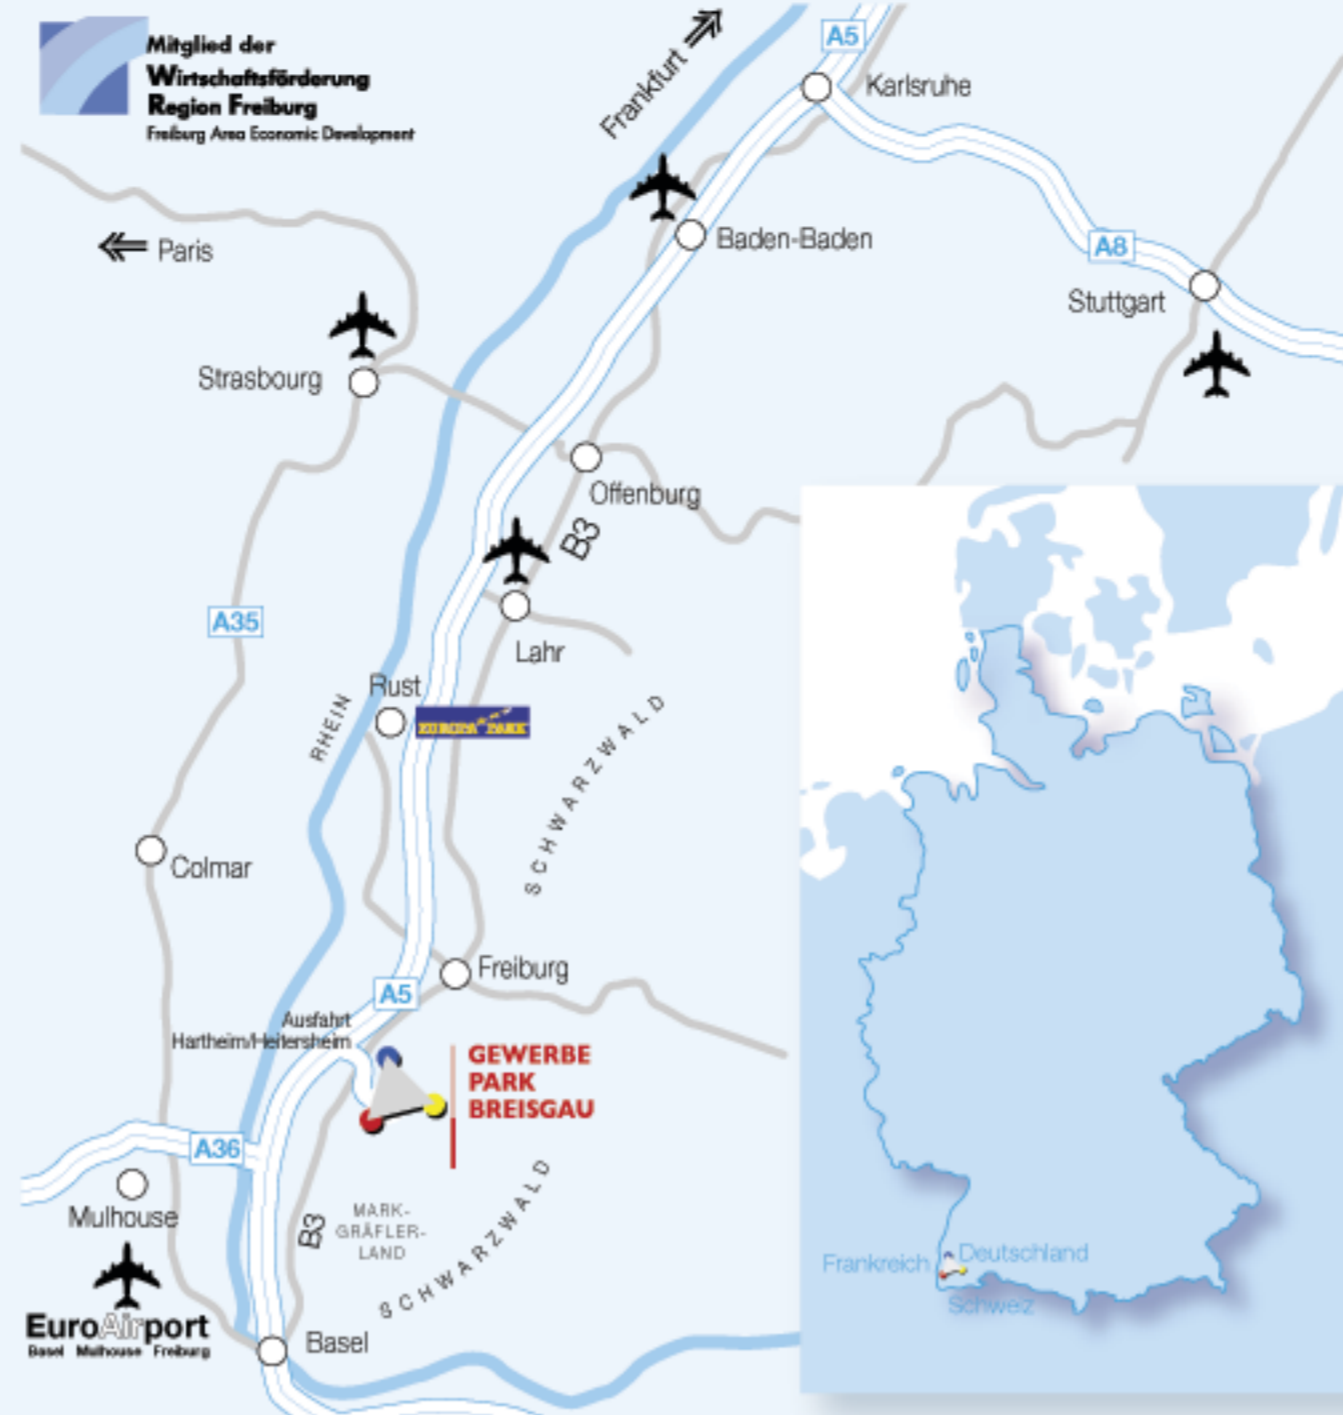 Mitglied der
Wirtschaftsförderung
Region Freiburg
Freiburg Area Economic Development
Frankfurt
A5
Karlsruhe
Paris
Baden-Baden
A8
Stuttgart
Strasbourg
Offenburg
B3
A35
Lahr
Rust
EUROPA PARK
RHEIN
SCHWARZWALD
Colmar
Freiburg
A5
Ausfahrt
Hartheim/Heitersheim
GEWERBE
PARK
BREISGAU
A36
Mulhouse
B3
MARK-
GRÄFLER-
LAND
SCHWARZWALD
EuroAirport
Basel Mulhouse Freiburg
Basel
Frankreich
Deutschland
Schweiz